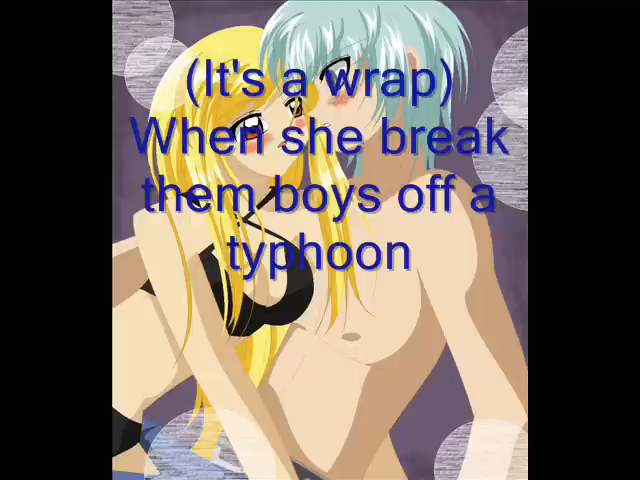 (It's a wrap)
When she break
them boys off a
typhoon